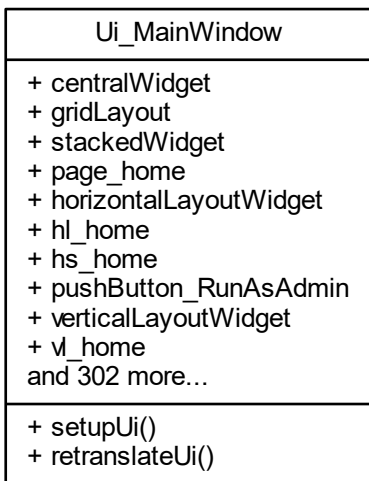 Ui_MainWindow
+ centralWidget
+ gridLayout
+ stackedWidget
+ page_home
+ horizontalLayoutWidget
+ hl_home
+ hs_home
+ pushButton_RunAsAdmin
+ verticalLayoutWidget
+ vl_home
and 302 more...
+ setupUi()
+ retranslateUi()